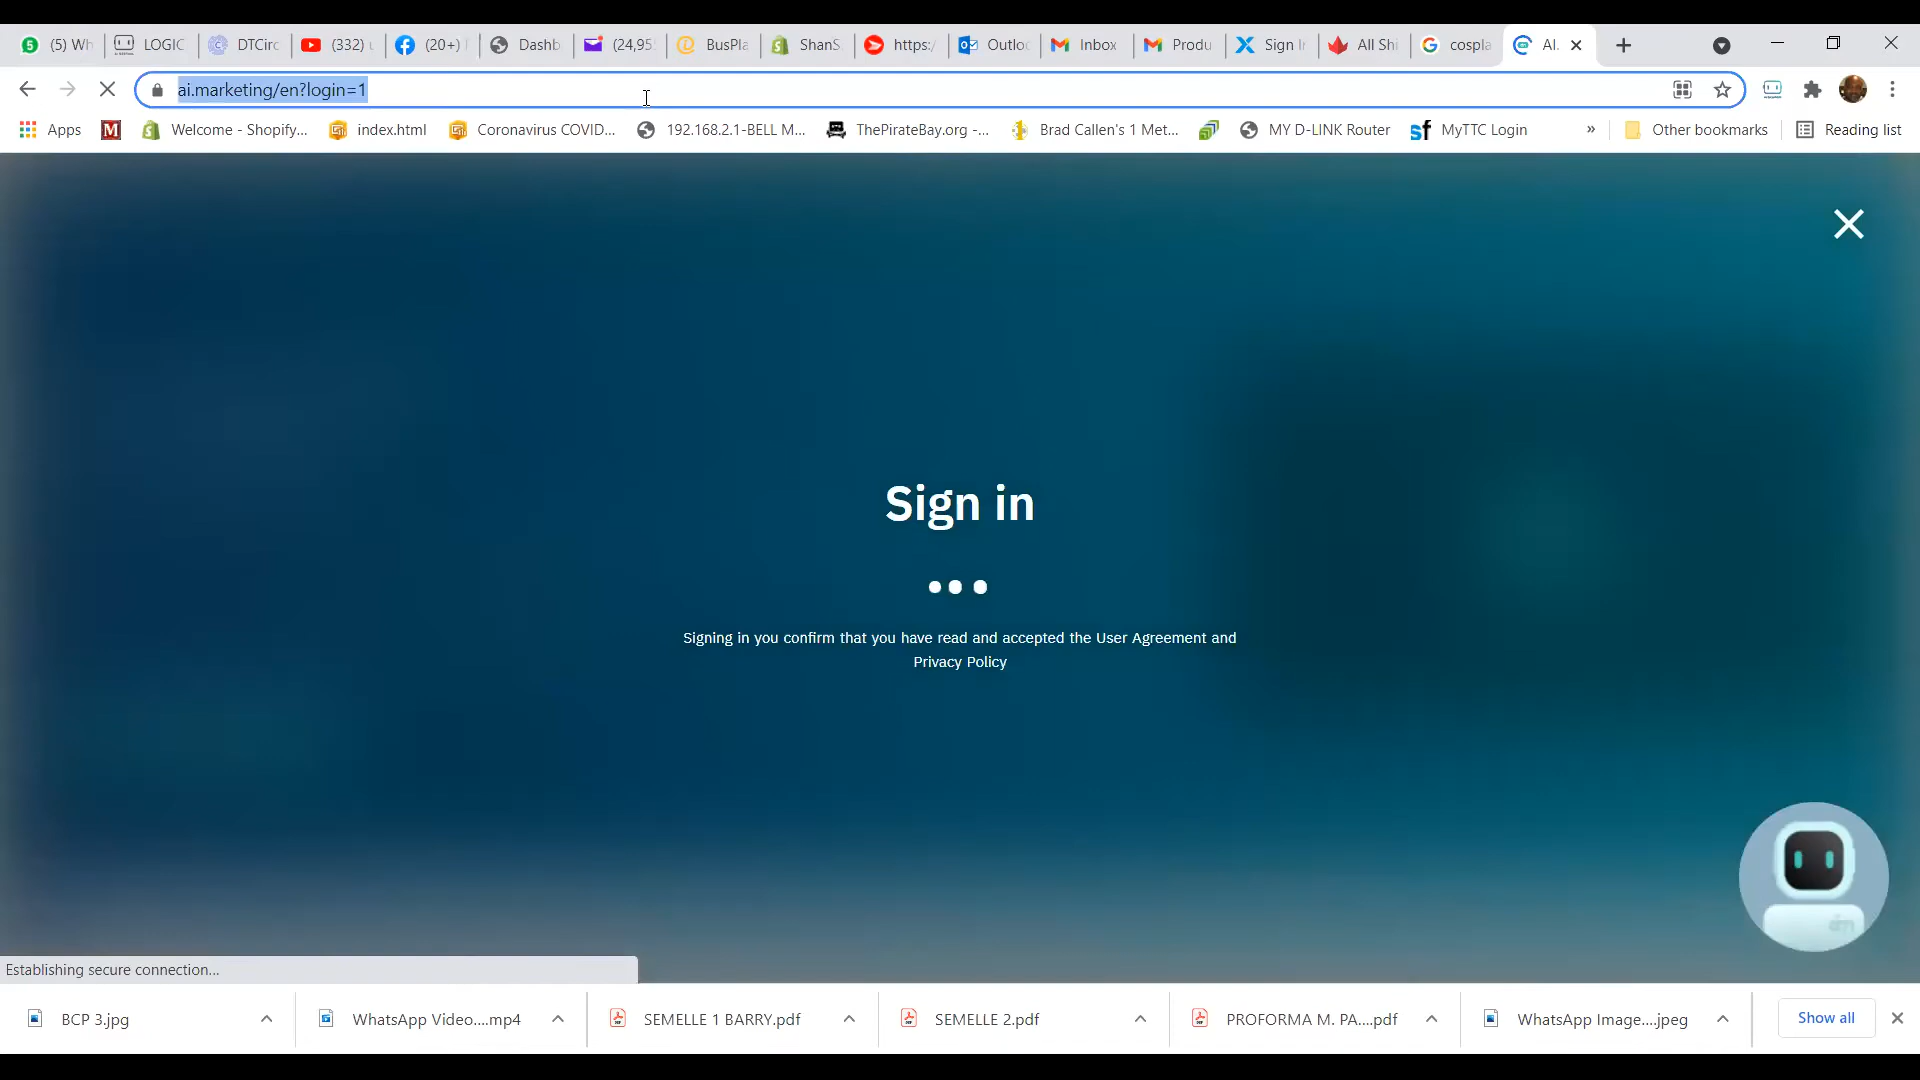 (5) Wh
LOGIC
DTCirc
(332)
(20+)
Dashb
(24,95
BusPla
ShanS
https:/
Outlo
Inbox
Produ
Sign In
All Shi
cospla
AI.
ai.marketing/en?login=1
Apps
Welcome - Shopify...
index.html
Coronavirus COVID...
192.168.2.1-BELL M...
ThePirateBay.org -...
Brad Callen's 1 Met...
MY D-LINK Router
MyTTC Login
»
Other bookmarks
Reading list
Sign in
Signing in you confirm that you have read and accepted the User Agreement and
Privacy Policy
Establishing secure connection...
BCP 3.jpg
WhatsApp Video....mp4
SEMELLE 1 BARRY.pdf
SEMELLE 2.pdf
PROFORMA M. PA....pdf
WhatsApp Image....jpeg
Show all